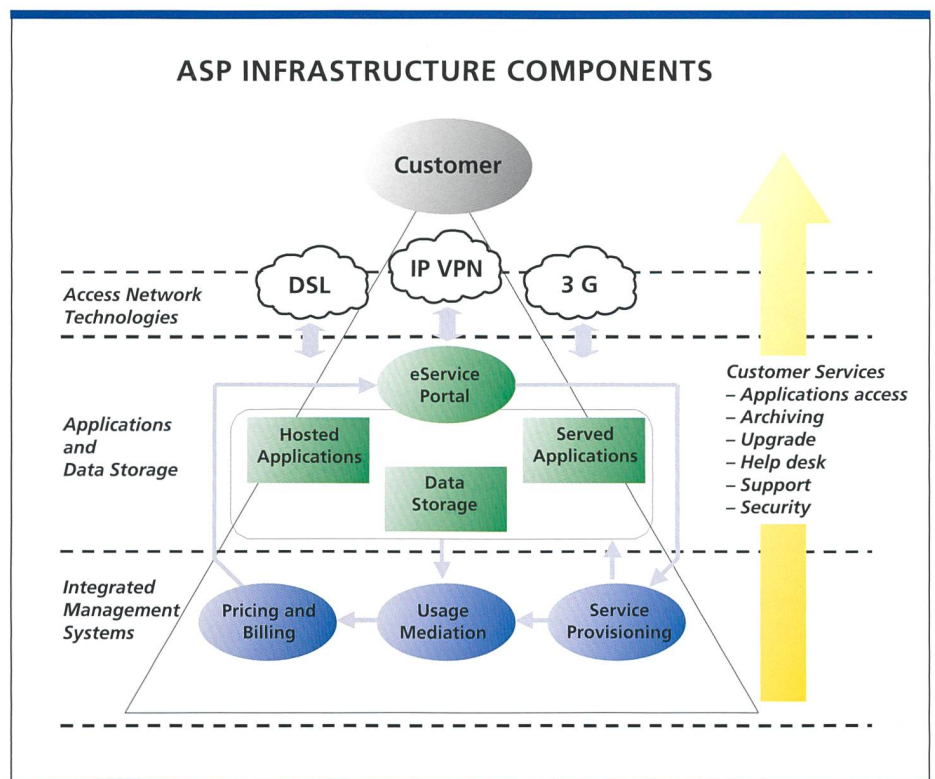 ASP INFRASTRUCTURE COMPONENTS
Customer
DSL
IP VPN
3 G
Access Network
Technologies
eService
Portal
Applications
and
Data Storage
Hosted
Applications
Served
Applications
Data
Storage
Customer Services
– Applications access
– Archiving
– Upgrade
– Help desk
– Support
– Security
Integrated
Management
Systems
Pricing and
Billing
Usage
Mediation
Service
Provisioning